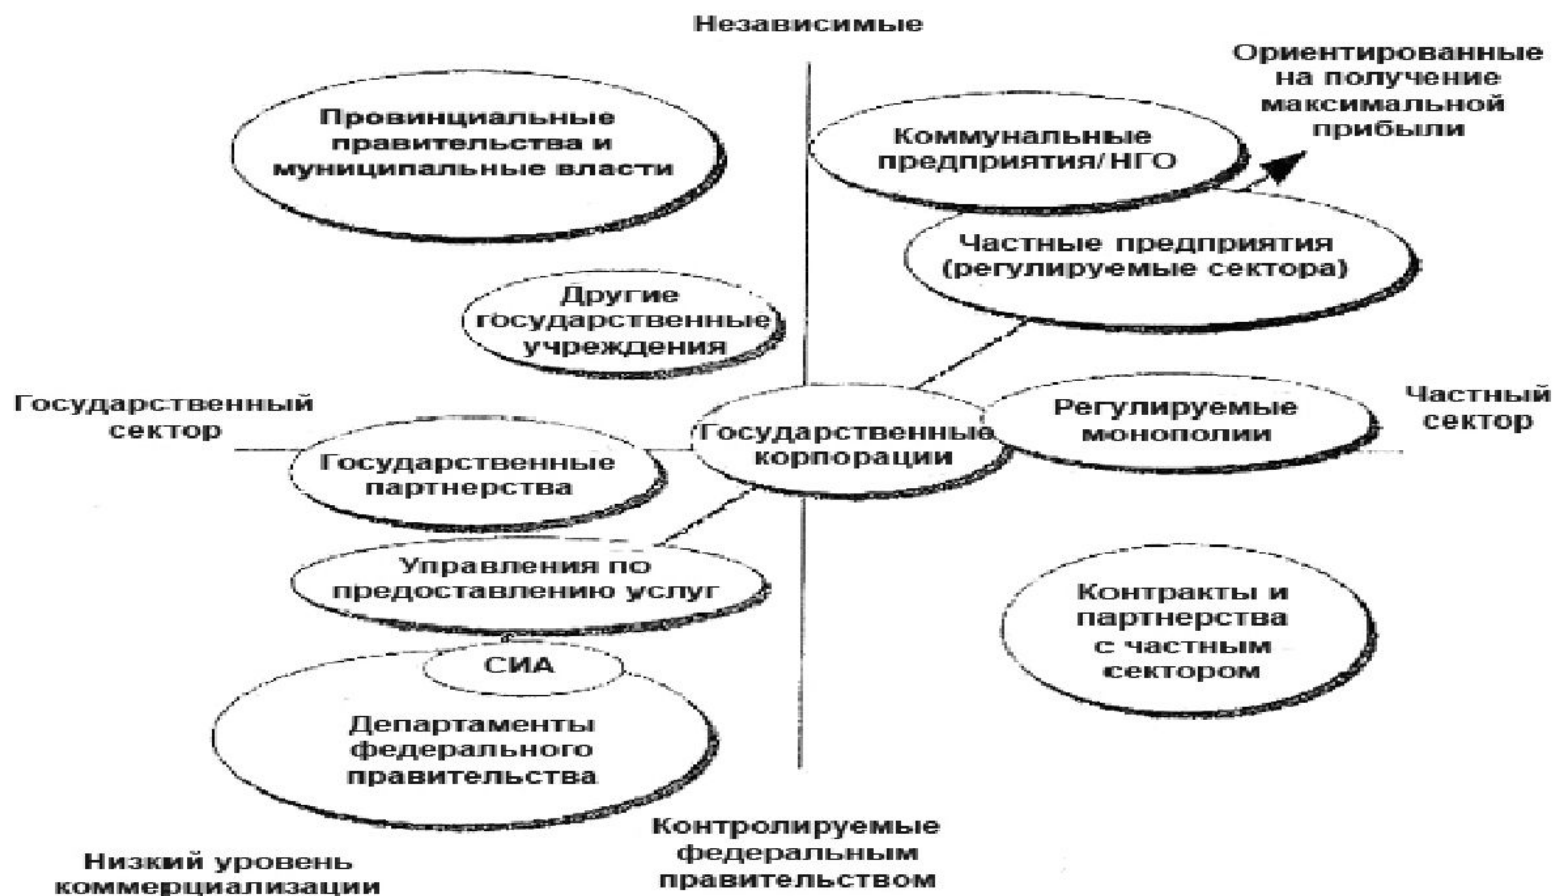 Независимые
Ориентированные
на получение
максимальной
прибыли
Провинциальные
правительства и
муниципальные власти
Коммунальные
предприятия/НГО
Частные предприятия
(регулируемые сектора)
Другие
государственные
учреждения
Государственный
сектор
Государственные
корпорации
Регулируемые
монополии
Частный
сектор
Государственные
партнерства
Управления по
предоставлению услуг
Контракты и
партнерства
с частным
сектором
СИА
Департаменты
федерального
правительства
Контролируемые
федеральным
правительством
Низкий уровень
коммерциализации